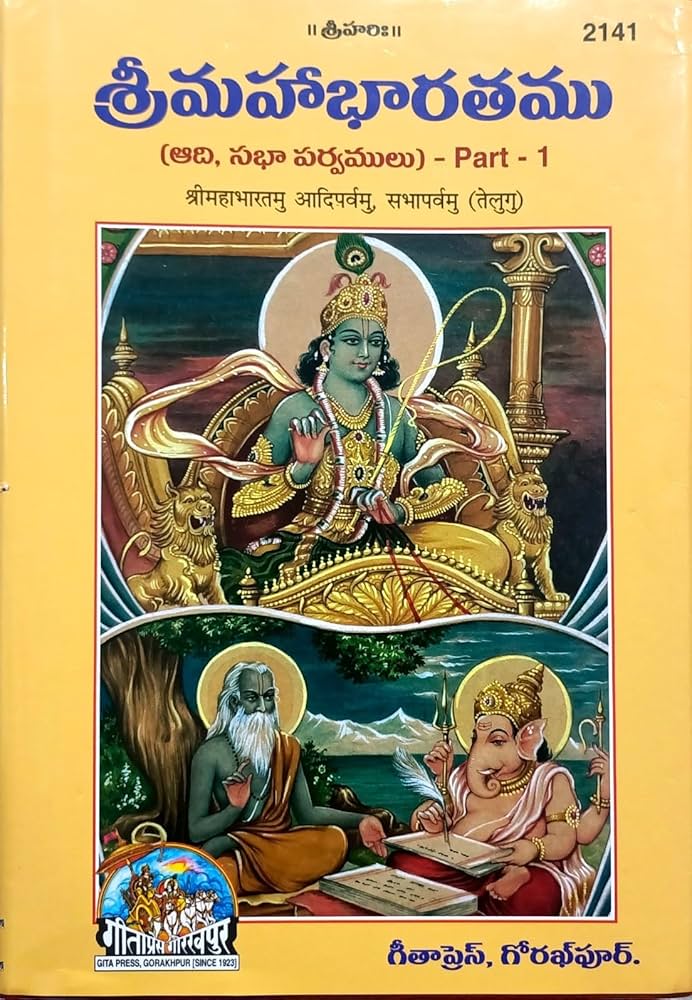 ॥ శ్రీహరిః॥
2141
శ్రీమహాభారతము
(ఆది, సభా పర్వములు) - Part - 1
श्रीमहाभारतमु आदिपर्वमु, सभापर्वमु (तेलुगु)
गीताप्रेस गोरखपुर
GITA PRESS, GORAKHPUR [SINCE 1923]
గీతాప్రెస్, గోరఖ్‌పూర్.